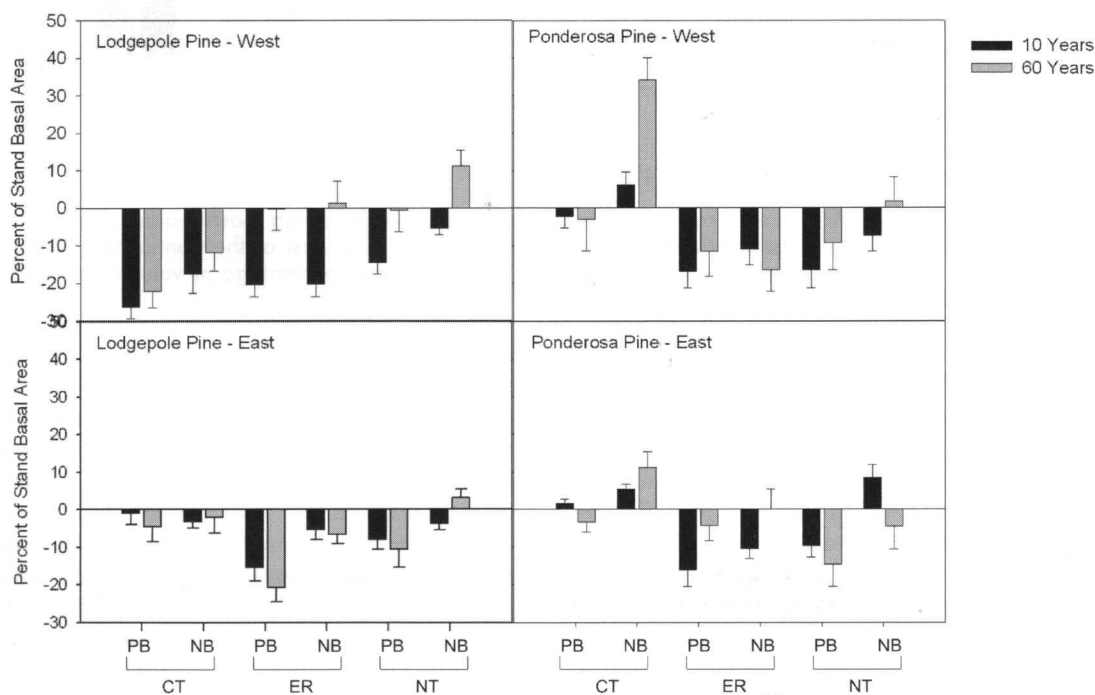 50
40
30
20
10
0
-10
-20
-30
Percent of Stand Basal Area
Lodgepole Pine - West
Ponderosa Pine - West
10 Years
60 Years
50
40
30
20
10
0
-10
-20
-30
Percent of Stand Basal Area
Lodgepole Pine - East
Ponderosa Pine - East
PB NB PB NB PB NB PB NB PB NB PB NB
CT ER NT CT ER NT